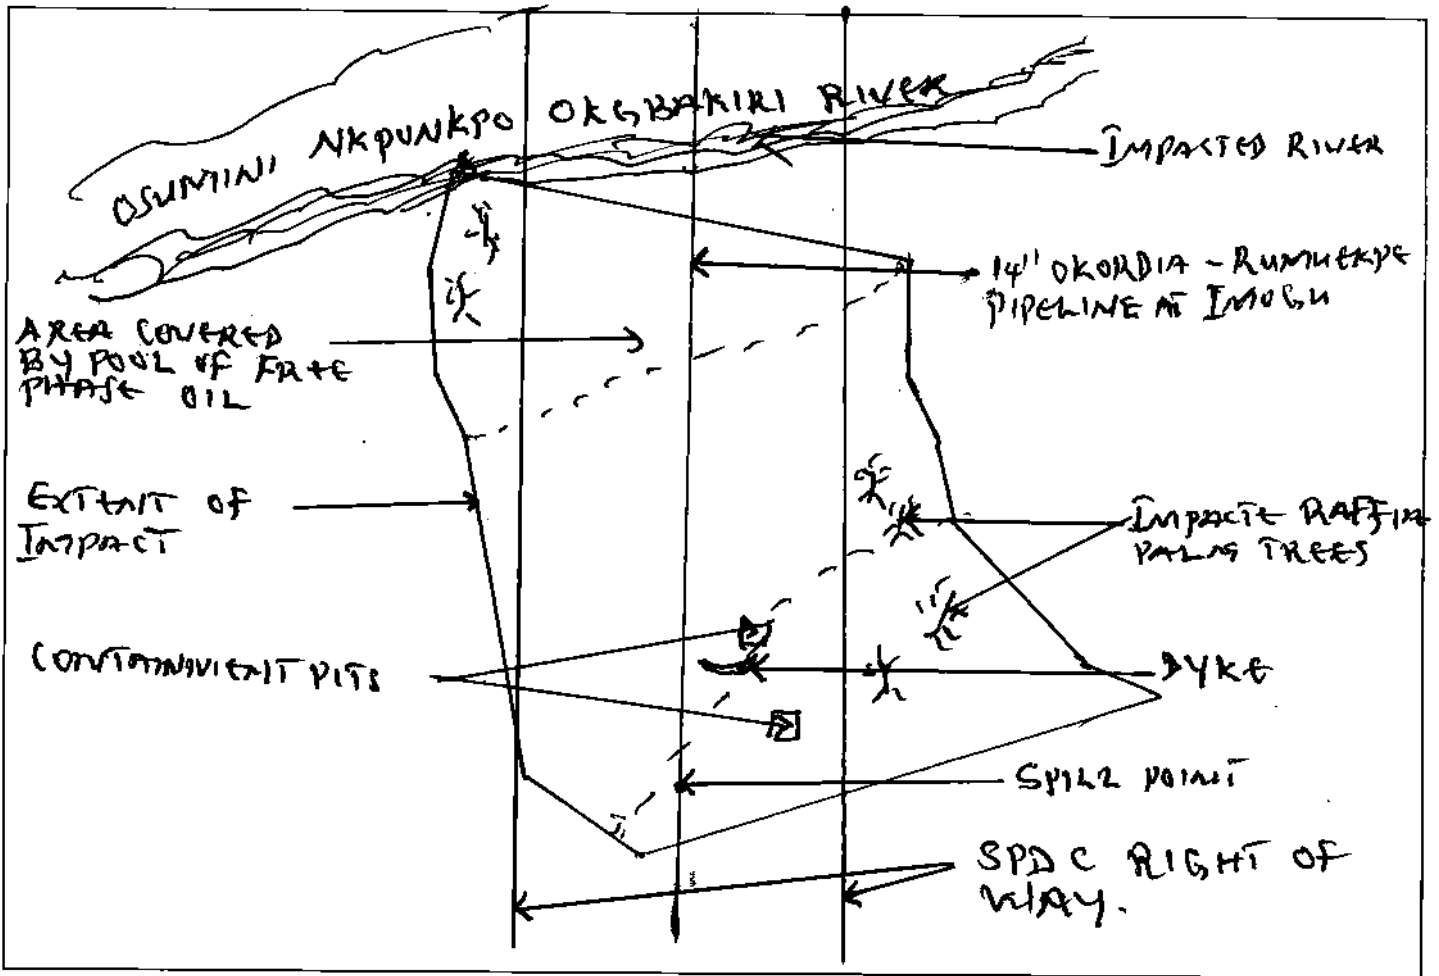 OSUMINI NKPUNKPO OKGBAKIRI RIVER
IMPACTED RIVER
14" OKORDIA - RUMUEKPE
PIPELINE AT IMOGU
AREA COVERED
BY POOL OF FREE
PHASE OIL
EXTENT OF
IMPACT
IMPACTE RAFFIA
PALM TREES
CONTAINMENT PITS
DYKE
SPILL POINT
SPDC RIGHT OF
WAY.